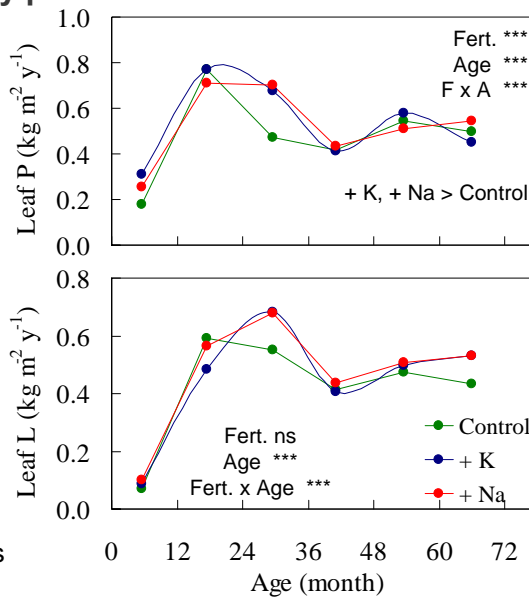 1.0
0.8
0.6
0.4
0.2
0.0
Leaf P (kg m⁻² y⁻¹)
Fert. ***
Age ***
F x A ***
+ K, + Na > Control
0.8
0.6
0.4
0.2
0.0
Leaf L (kg m⁻² y⁻¹)
Fert. ns
Age ***
Fert. x Age ***
Control
+ K
+ Na
0 12 24 36 48 60 72
Age (month)